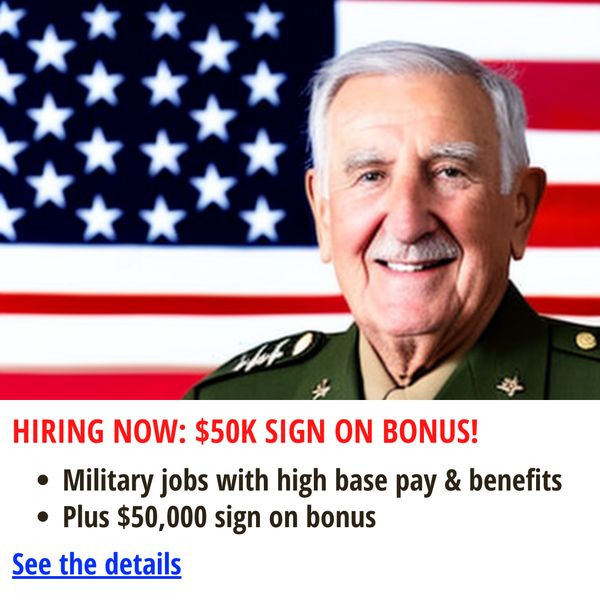 HIRING NOW: $50K SIGN ON BONUS!
• Military jobs with high base pay & benefits
• Plus $50,000 sign on bonus
See the details